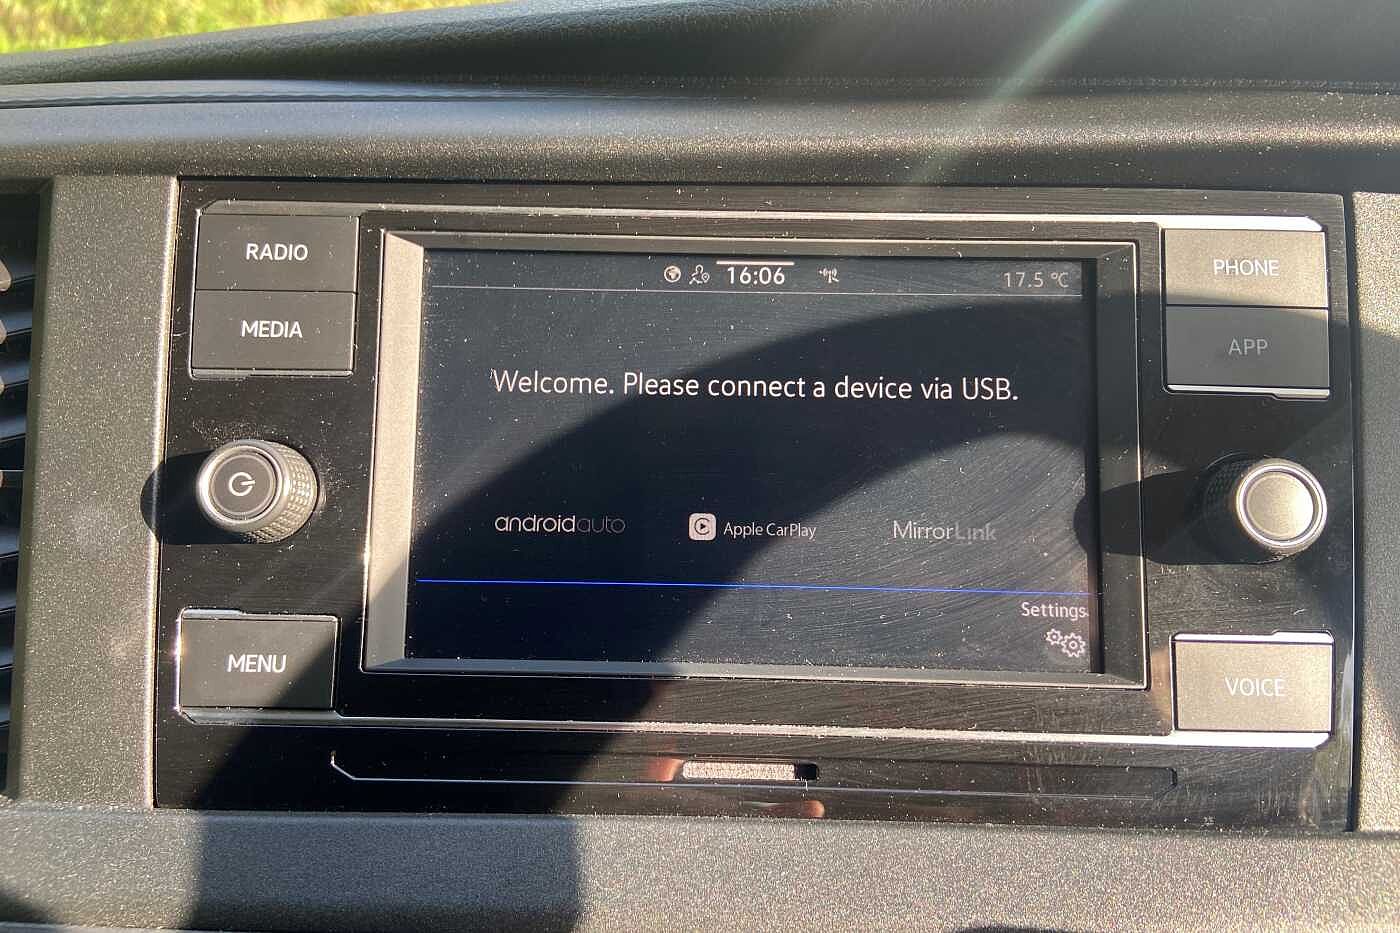 RADIO
MEDIA
MENU
16:06
17.5 °C
Welcome. Please connect a device via USB.
androidauto
Apple CarPlay
MirrorLink
Settings
PHONE
APP
VOICE